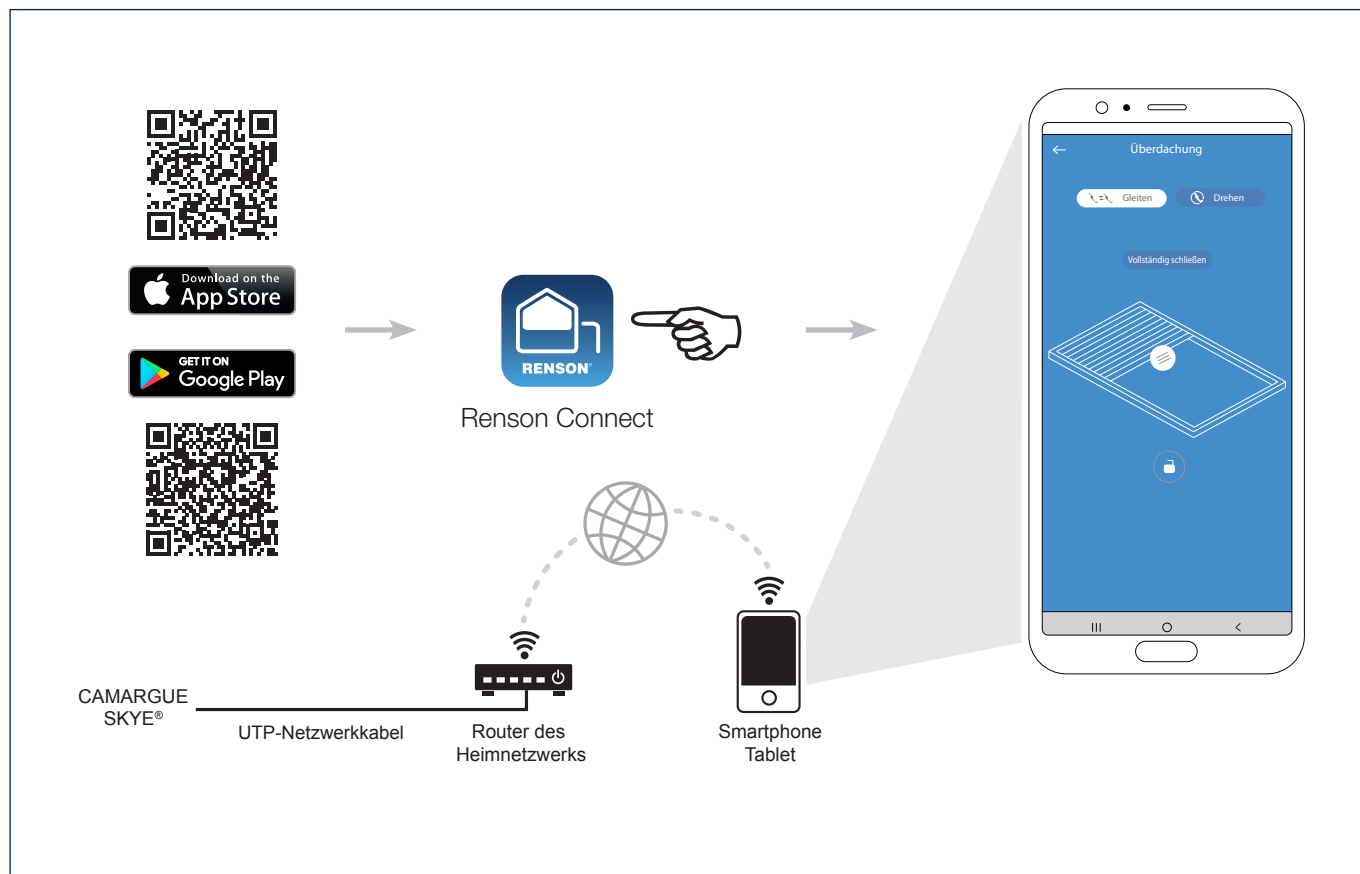 Download on the
App Store
GET IT ON
Google Play
RENSON®
Renson Connect
CAMARGUE
SKYE®
UTP-Netzwerkkabel
Router des
Heimnetzwerks
Smartphone
Tablet
Überdachung
Gleiten
Drehen
Vollständig schließen